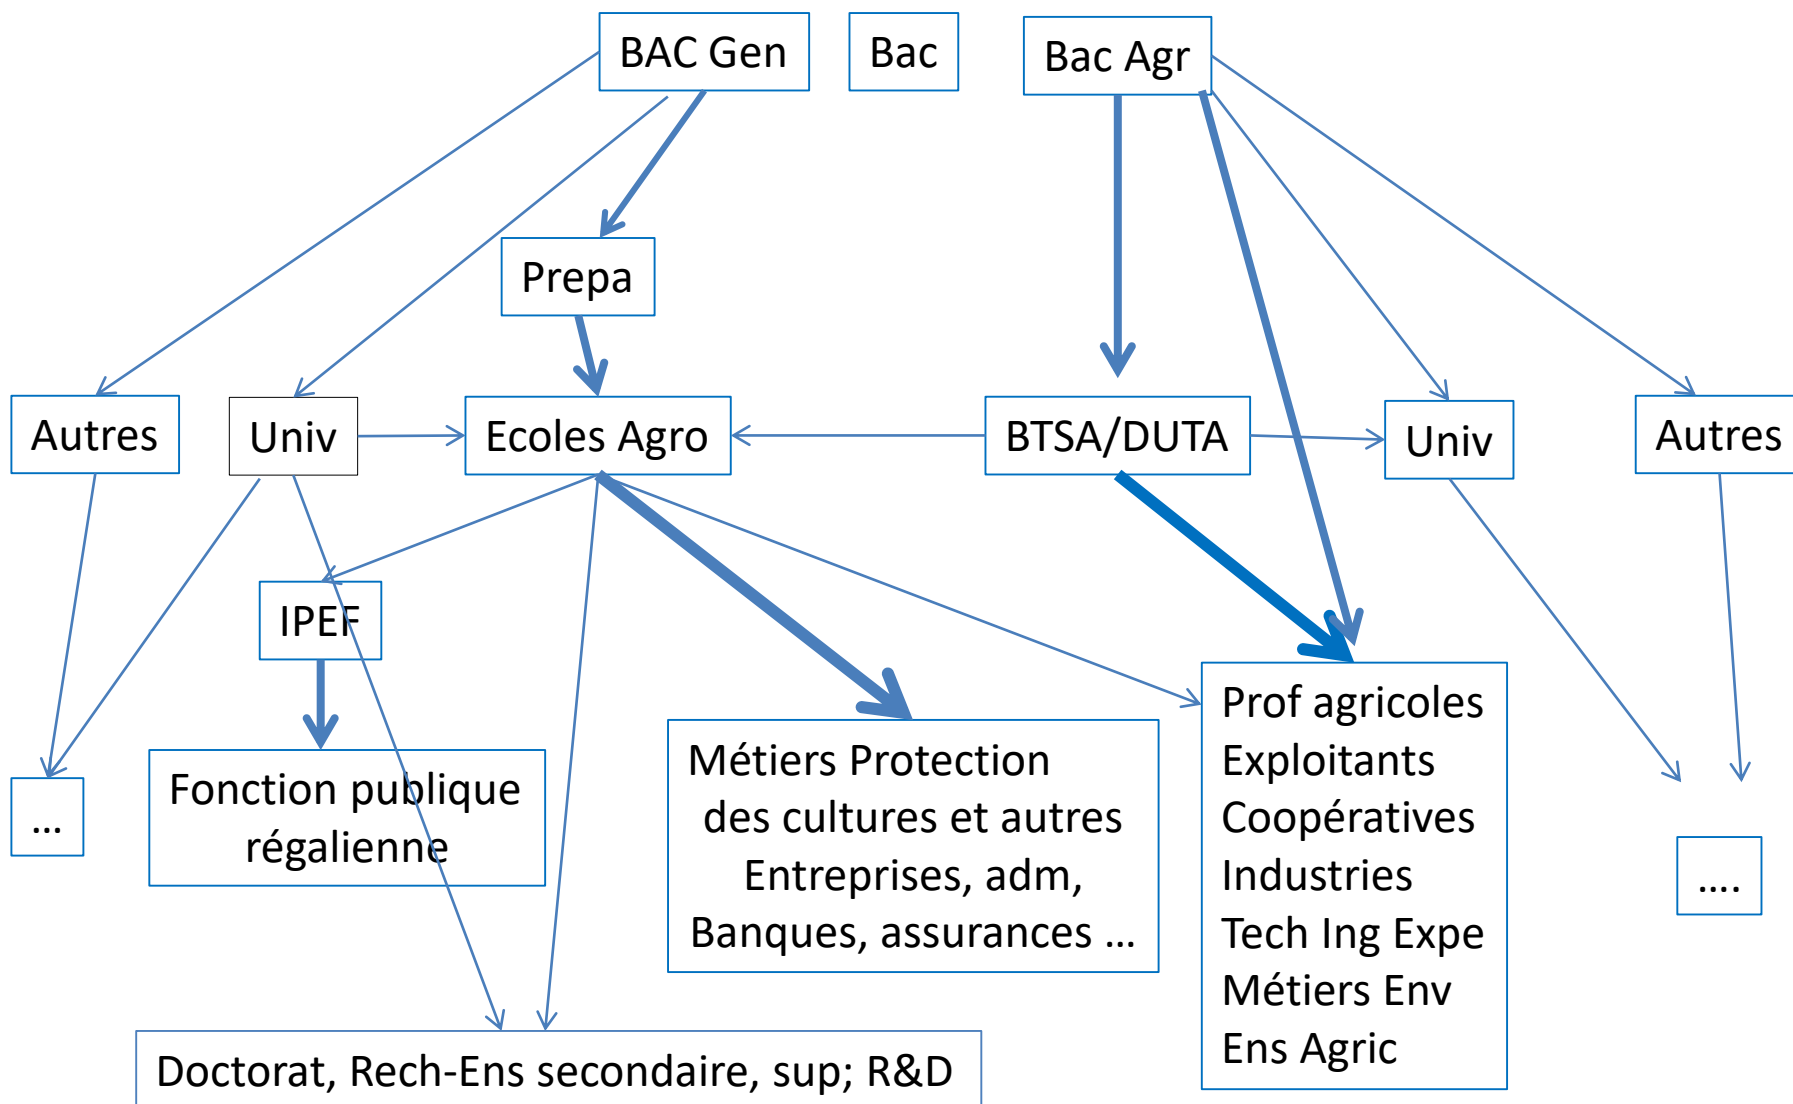 BAC Gen
Bac
Bac Agr
Prepa
Autres
Univ
Ecoles Agro
BTSA/DUTA
Univ
Autres
IPEF
Fonction publique
régalienne
...
Métiers Protection
des cultures et autres
Entreprises, adm,
Banques, assurances ...
Prof agricoles
Exploitants
Coopératives
Industries
Tech Ing Expe
Métiers Env
Ens Agric
....
Doctorat, Rech-Ens secondaire, sup; R&D